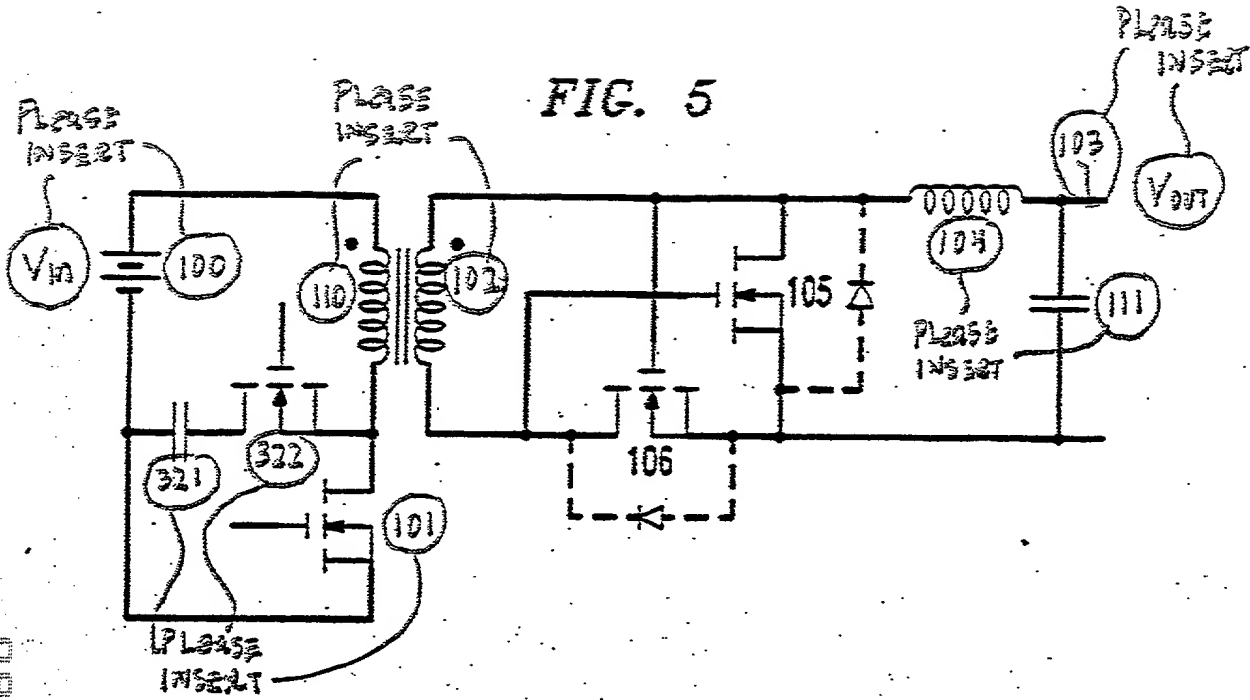 FIG. 5
PLEASE
INSERT
PLEASE
INSERT
PLEASE
INSERT
Vin
100
110
102
103
VOUT
104
105
111
PLEASE
INSERT
321
322
106
101
PLEASE
INSERT